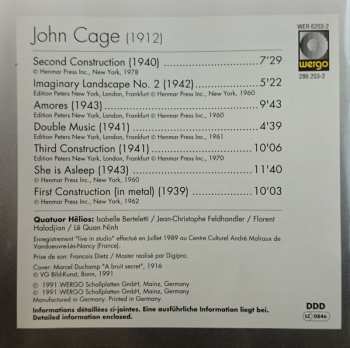 WER 6203-2
wergo
286 203-2
John Cage (1912)
Second Construction (1940) 7'29
© Henmar Press Inc., New York, 1978
Imaginary Landscape No. 2 (1942) 5'22
Edition Peters New York, London, Frankfurt © Henmar Press Inc., New York, 1960
Amores (1943) 9'43
Edition Peters, New York, London, Frankfurt © Henmar Press Inc., 1960
Double Music (1941) 4'39
Edition Peters, New York, London, Frankfurt © Henmar Press Inc., 1961
Third Construction (1941) 10'06
Edition Peters, New York, London, Frankfurt © Henmar Press Inc., 1970
She is Asleep (1943) 11'40
© Henmar Press Inc., New York, 1960
First Construction (in metal) (1939) 10'03
© Henmar Press Inc., New York, 1962
Quatuor Hêlios: Isabelle Berteletti / Jean-Christophe Feldhandler / Florent
Haladjian / Lê Quan Ninh
Enregistrement "live in studio" effectué en Juillet 1989 au Centre Culturel André Malraux de
Vandoeuvre-Les-Nancy (France).
Prise de son: Francois Dietz / Master realisé par Digipro.
Cover: Marcel Duchamp "A bruit secret", 1916
© VG Bild-Kunst, Bonn, 1991
℗ 1991 WERGO Schallplatten GmbH, Mainz, Germany
© 1991 WERGO Schallplatten GmbH, Mainz, Germany
Manufactured in Germany. Printed in Germany.
Informations détaillées ci-jointes. Eine ausführliche Information liegt bei.
Detailed information enclosed.
DDD
LC 0846